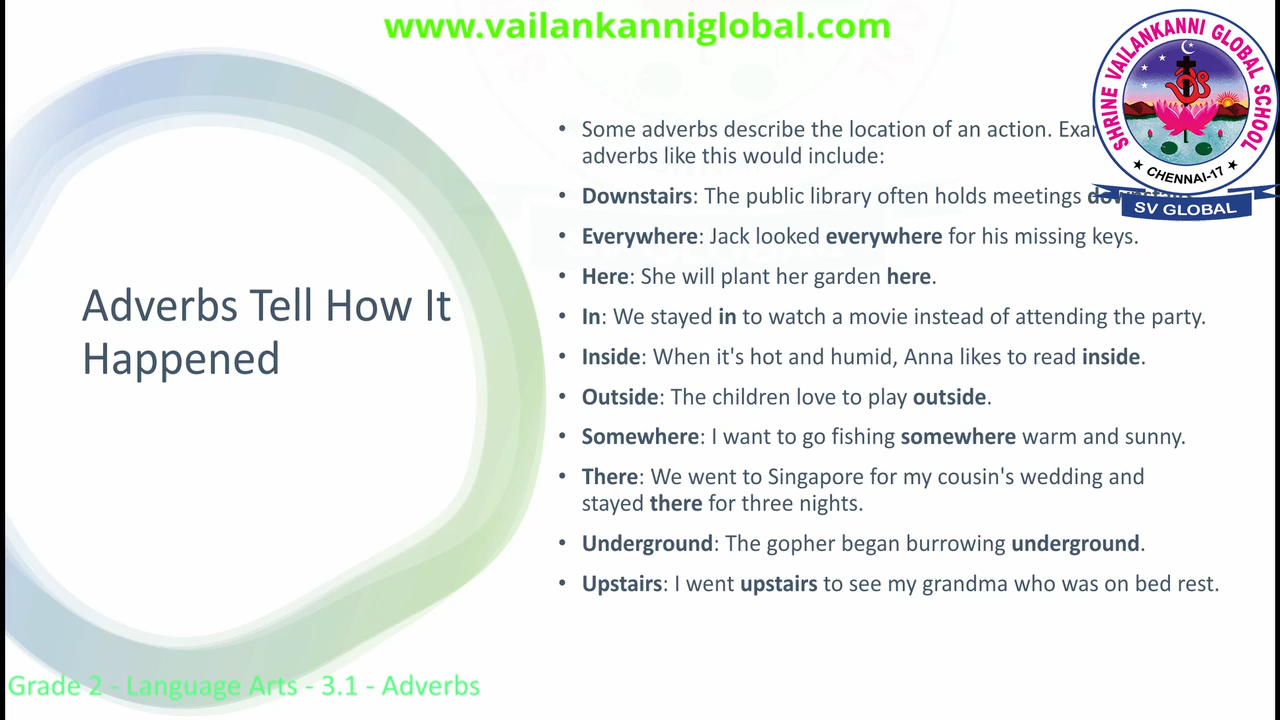 www.vailankanniglobal.com
SHRINE VAILANKANNI GLOBAL SCHOOL
★ CHENNAI-17 ★
SV GLOBAL
Adverbs Tell How It
Happened
• Some adverbs describe the location of an action.
adverbs like this would include:
• Downstairs: The public library often holds meetings
• Everywhere: Jack looked everywhere for his missing keys.
• Here: She will plant her garden here.
• In: We stayed in to watch a movie instead of attending the party.
• Inside: When it's hot and humid, Anna likes to read inside.
• Outside: The children love to play outside.
• Somewhere: I want to go fishing somewhere warm and sunny.
• There: We went to Singapore for my cousin's wedding and
stayed there for three nights.
• Underground: The gopher began burrowing underground.
• Upstairs: I went upstairs to see my grandma who was on bed rest.
Grade 2 - Language Arts - 3.1 - Adverbs